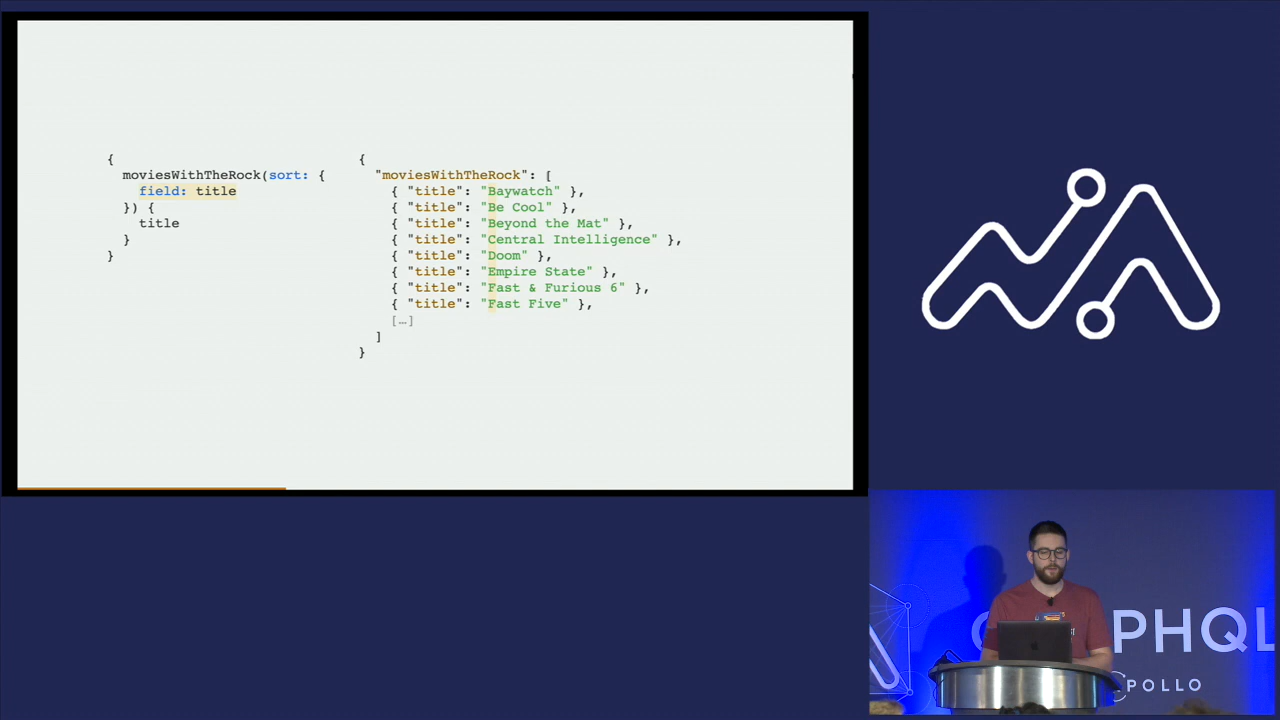 {
moviesWithTheRock(sort: {
field: title
}) {
title
}
}
{
"moviesWithTheRock": [
{ "title": "Baywatch" },
{ "title": "Be Cool" },
{ "title": "Beyond the Mat" },
{ "title": "Central Intelligence" },
{ "title": "Doom" },
{ "title": "Empire State" },
{ "title": "Fast & Furious 6" },
{ "title": "Fast Five" },
[…]
]
}
PHQL
POLLO